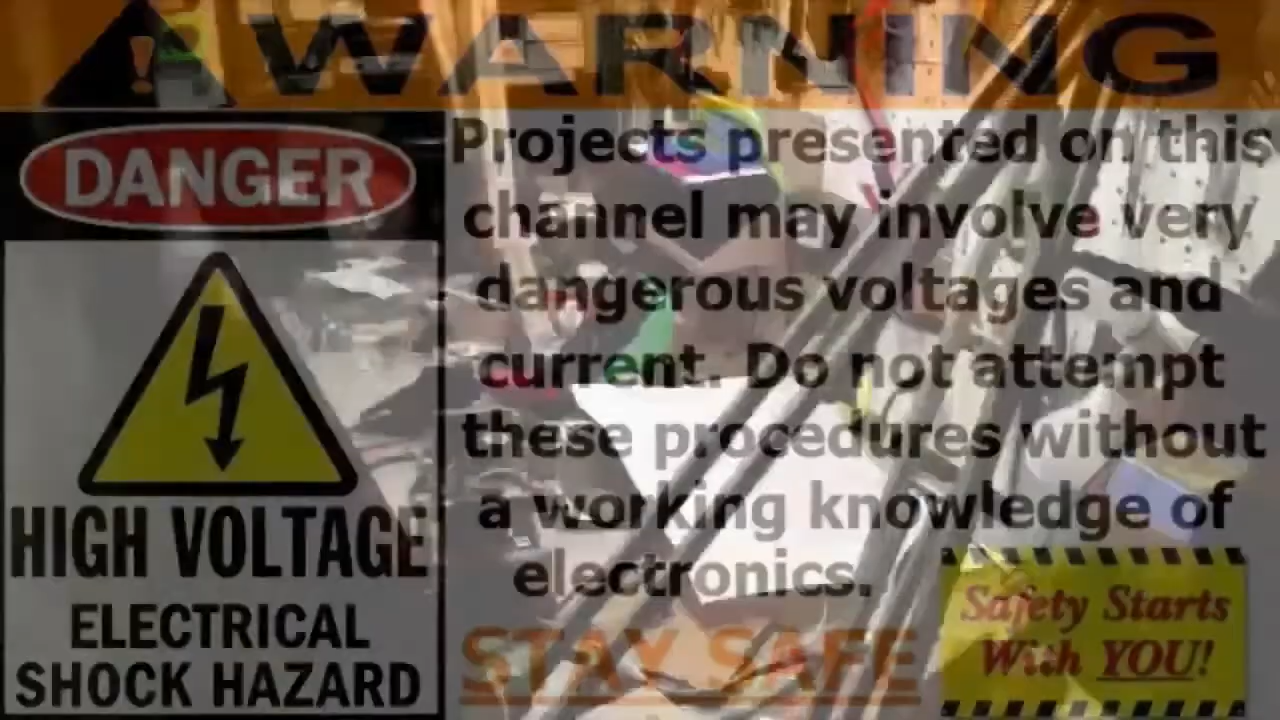 WARNING
DANGER
HIGH VOLTAGE
ELECTRICAL
SHOCK HAZARD
Projects presented on this
channel may involve very
dangerous voltages and
current. Do not attempt
these procedures without
a working knowledge of
electronics.
STAY SAFE
Safety Starts
With YOU!